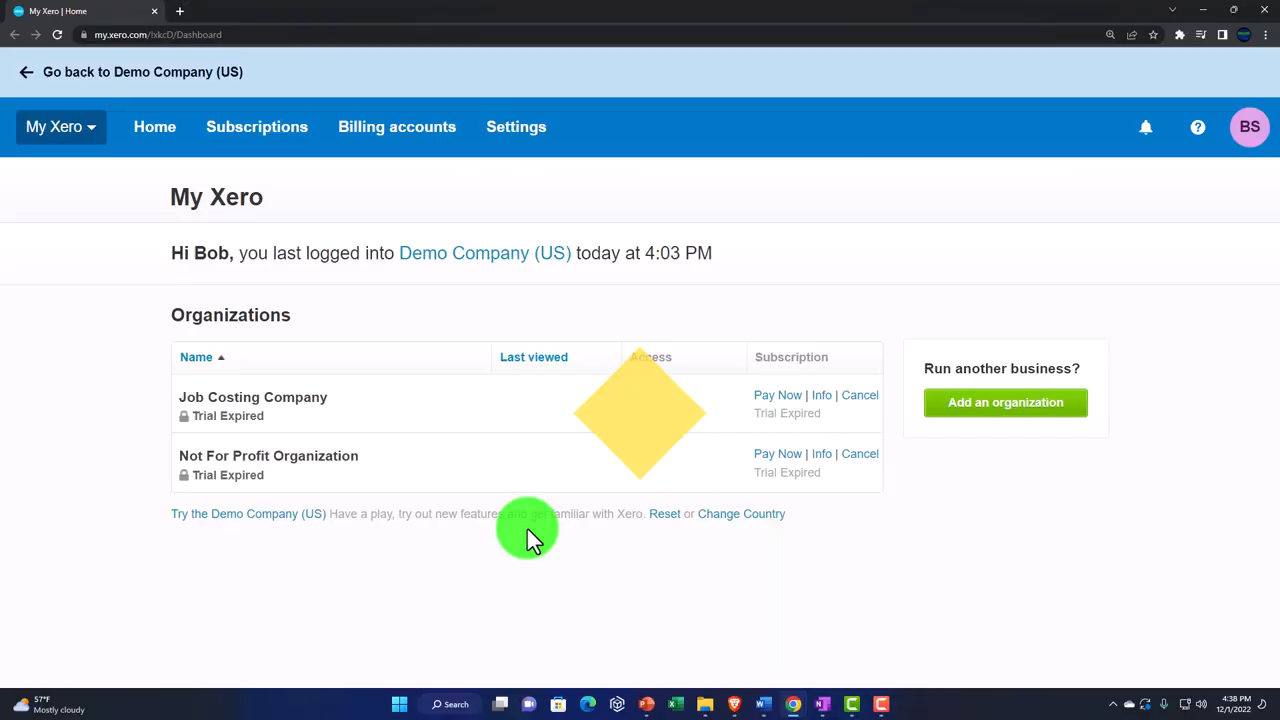 My Xero | Home
my.xero.com/!xkcD/Dashboard
Go back to Demo Company (US)
My Xero
Home
Subscriptions
Billing accounts
Settings
BS
My Xero
Hi Bob, you last logged into Demo Company (US) today at 4:03 PM
Organizations
Name
Last viewed
Access
Subscription
Job Costing Company
Trial Expired
Pay Now | Info | Cancel
Trial Expired
Not For Profit Organization
Trial Expired
Pay Now | Info | Cancel
Trial Expired
Run another business?
Add an organization
Try the Demo Company (US) Have a play, try out new features and get familiar with Xero. Reset or Change Country
57°F
Mostly cloudy
Search
4:38 PM
12/1/2022